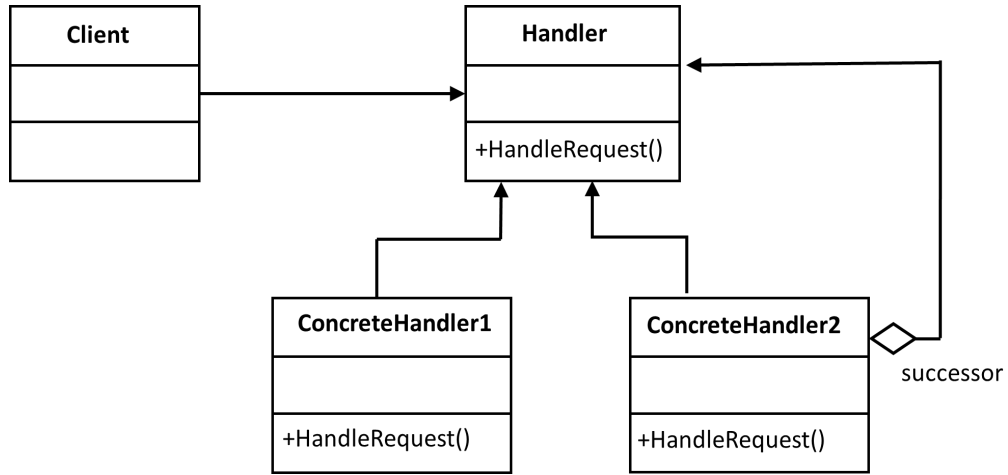 Client
Handler
+HandleRequest()
ConcreteHandler1
ConcreteHandler2
successor
+HandleRequest()
+HandleRequest()